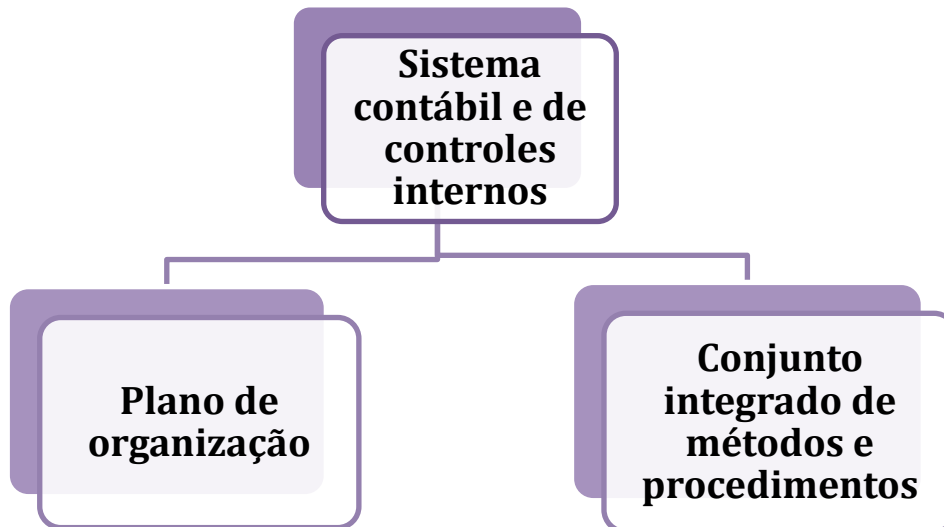 Sistema
contábil e de
controles
internos
Plano de
organização
Conjunto
integrado de
métodos e
procedimentos